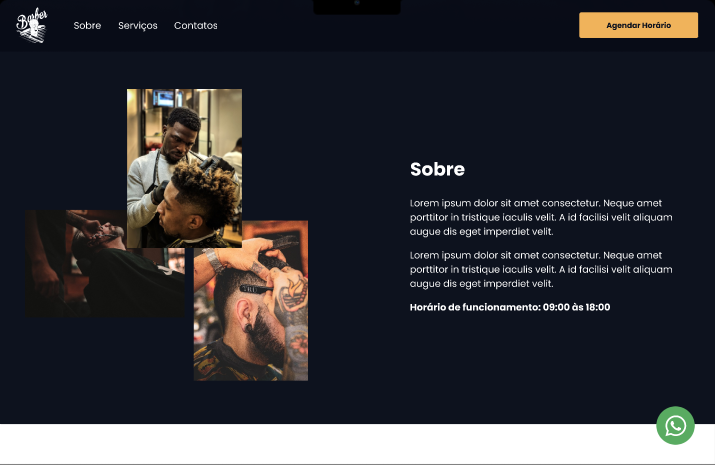 Barber
Sobre
Serviços
Contatos
Agendar Horário
Sobre
Lorem ipsum dolor sit amet consectetur. Neque amet
porttitor in tristique iaculis velit. A id facilisi velit aliquam
augue dis eget imperdiet velit.
Lorem ipsum dolor sit amet consectetur. Neque amet
porttitor in tristique iaculis velit. A id facilisi velit aliquam
augue dis eget imperdiet velit.
Horário de funcionamento: 09:00 às 18:00